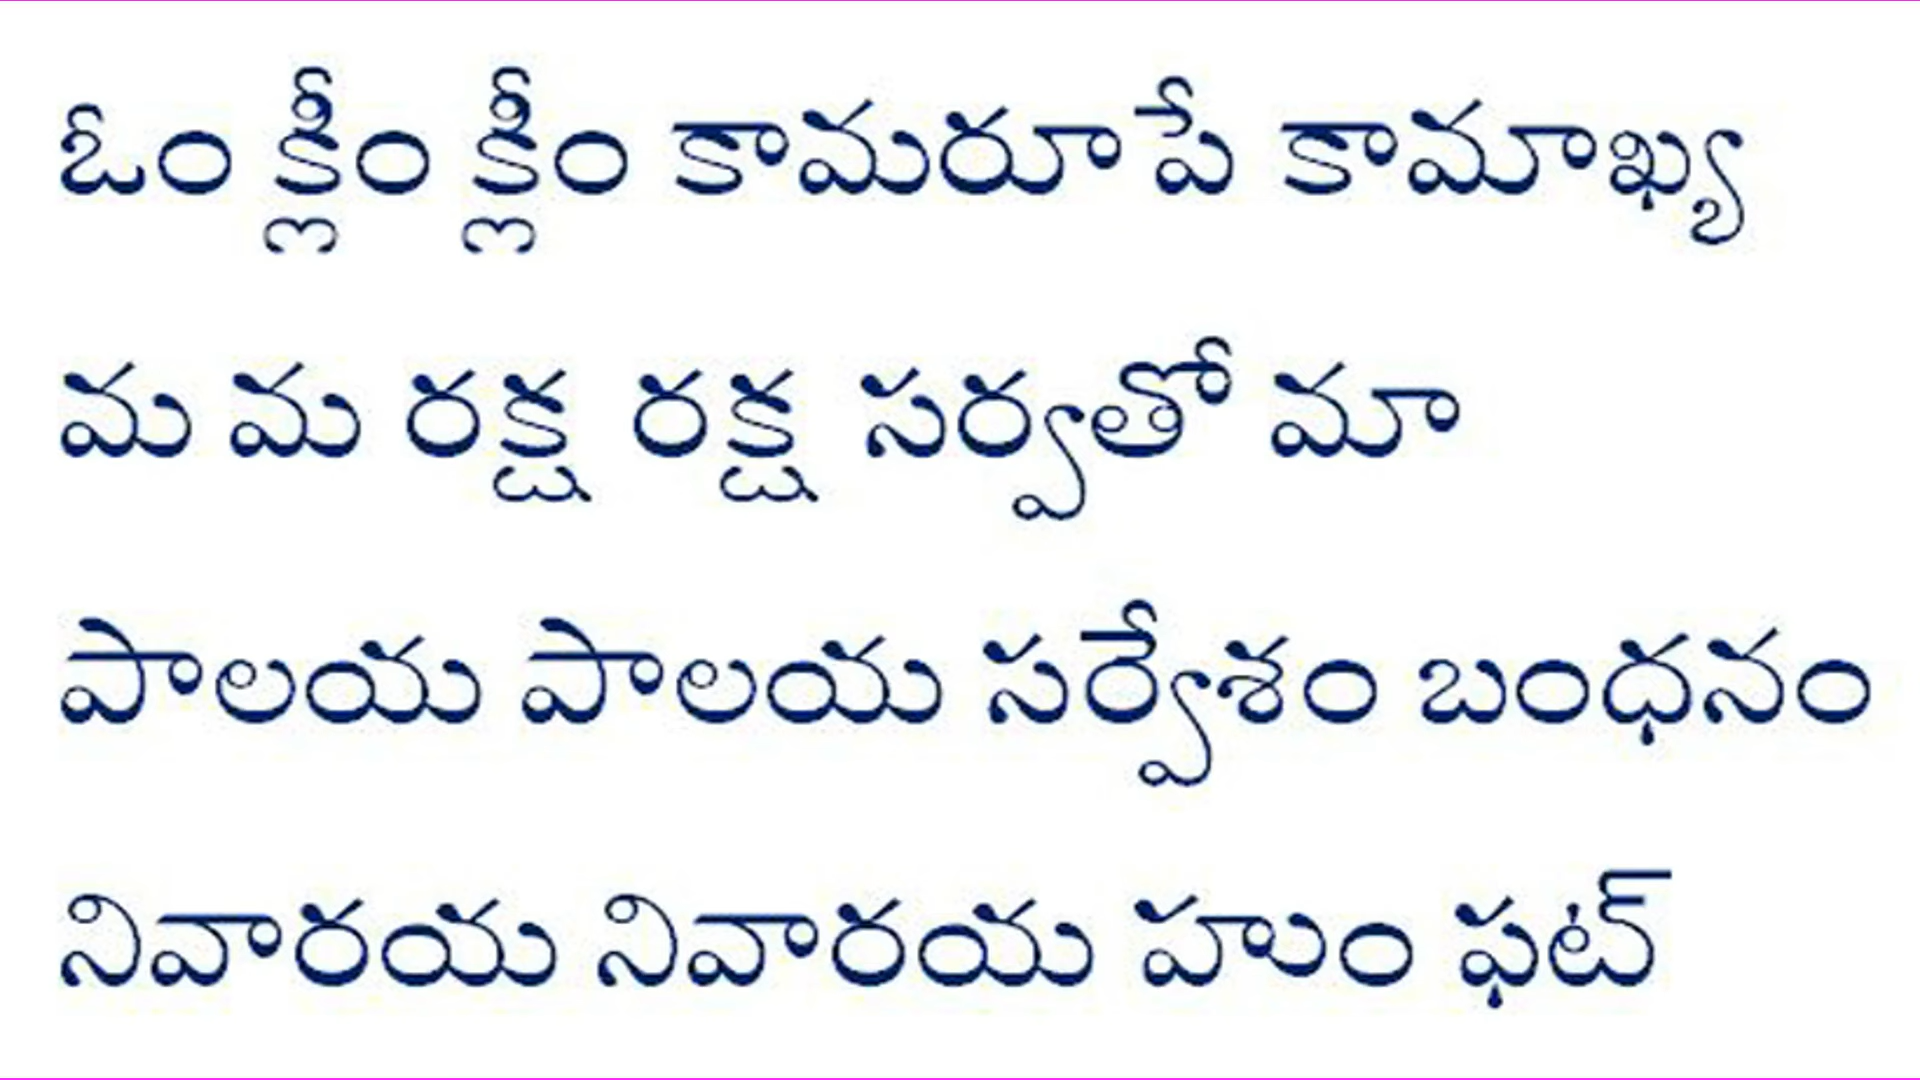 ఓం క్లీం క్లీం కామరూపే కామాఖ్య
మ మ రక్ష రక్ష సర్వతో మా
పాలయ పాలయ సర్వేశం బంధనం
నివారయ నివారయ హుం ఫట్